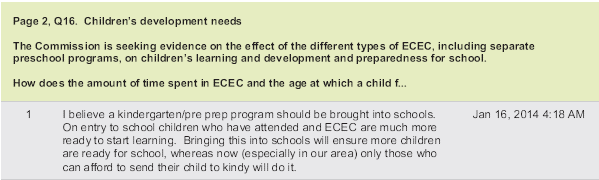 Page 2, Q16. Children's development needs
The Commission is seeking evidence on the effect of the different types of ECEC, including separate
preschool programs, on children's learning and development and preparedness for school.
How does the amount of time spent in ECEC and the age at which a child f...
1 I believe a kindergarten/pre prep program should be brought into schools. Jan 16, 2014 4:18 AM
On entry to school children who have attended and ECEC are much more
ready to start learning. Bringing this into schools will ensure more children
are ready for school, whereas now (especially in our area) only those who
can afford to send their child to kindy will do it.